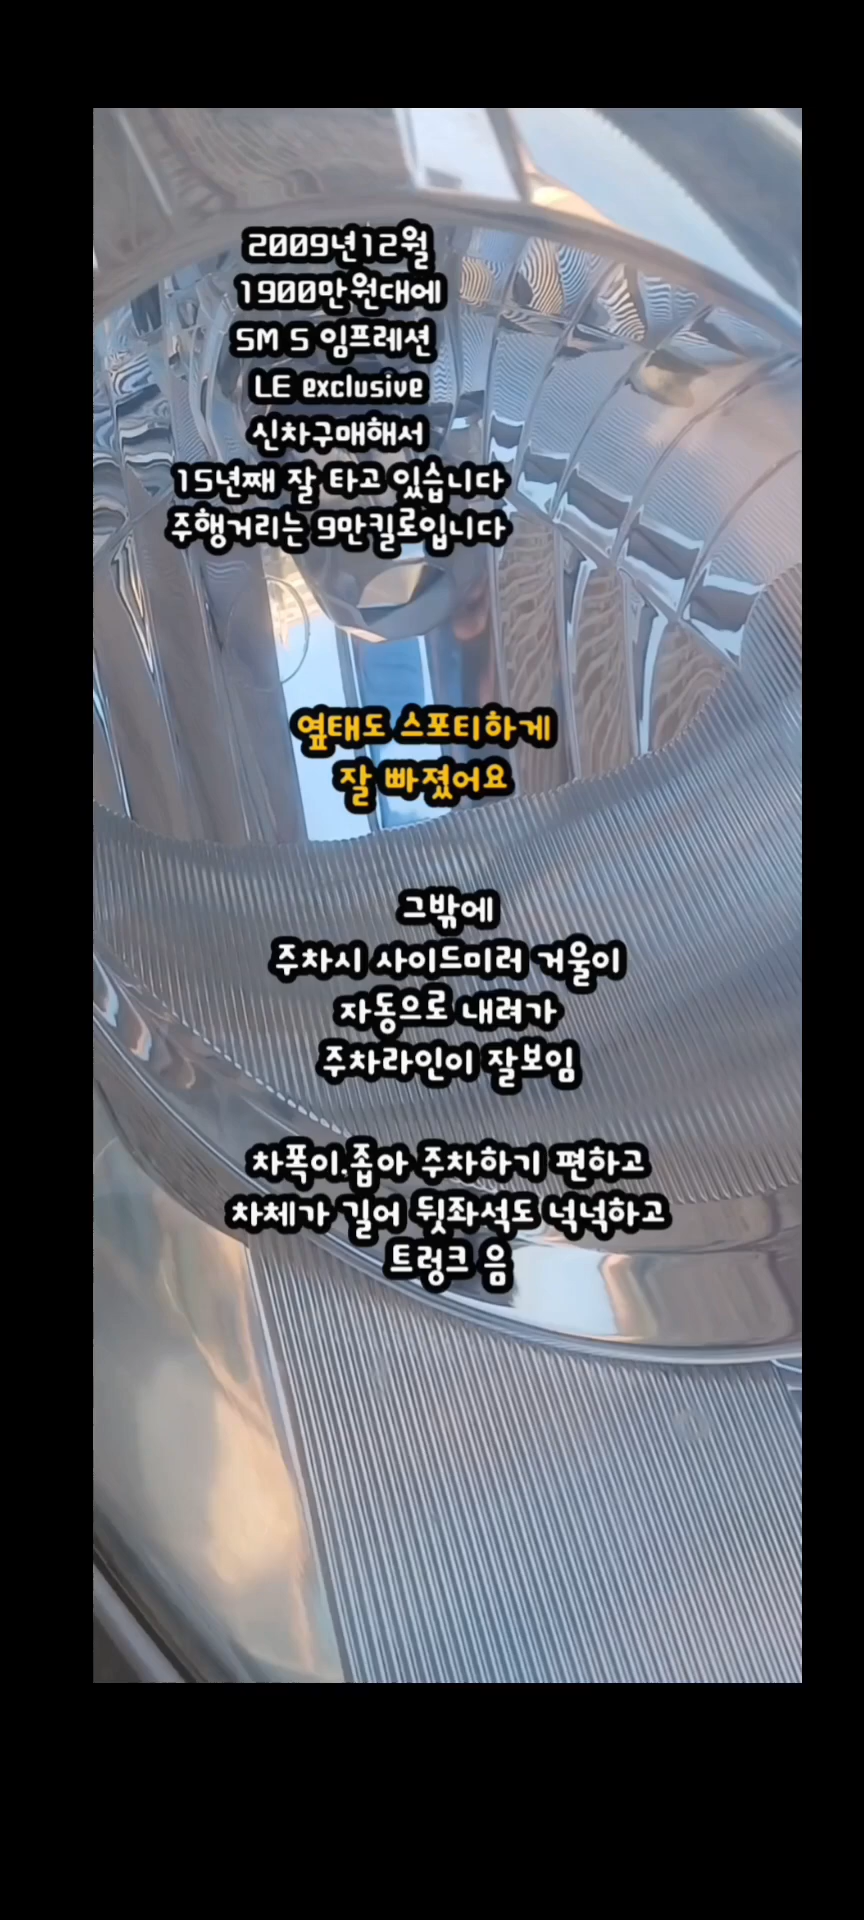 2009년12월
1900만원대에
SM 5 임프레션
LE exclusive
신차구매해서
15년째 잘 타고 있습니다
주행거리는 9만킬로입니다
옆태도 스포티하게
잘 빠졌어요
그밖에
주차시 사이드미러 거울이
자동으로 내려가
주차라인이 잘보임
차폭이.좁아 주차하기 편하고
차체가 길어 뒷좌석도 넉넉하고
트렁크 음